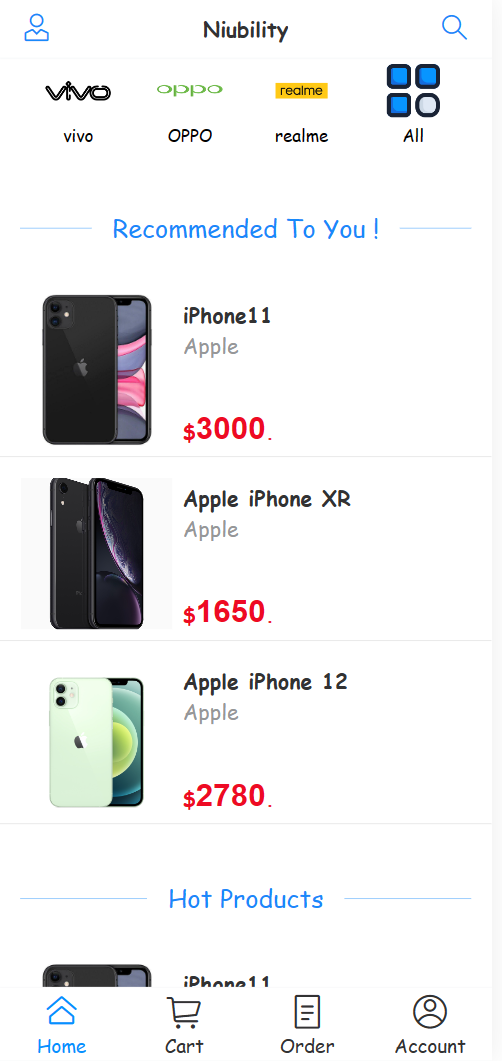 Niubility
vivo OPPO realme
vivo OPPO realme All
Recommended To You !
iPhone11
Apple
$3000.
Apple iPhone XR
Apple
$1650.
Apple iPhone 12
Apple
$2780.
Hot Products
iPhone11
Home Cart Order Account